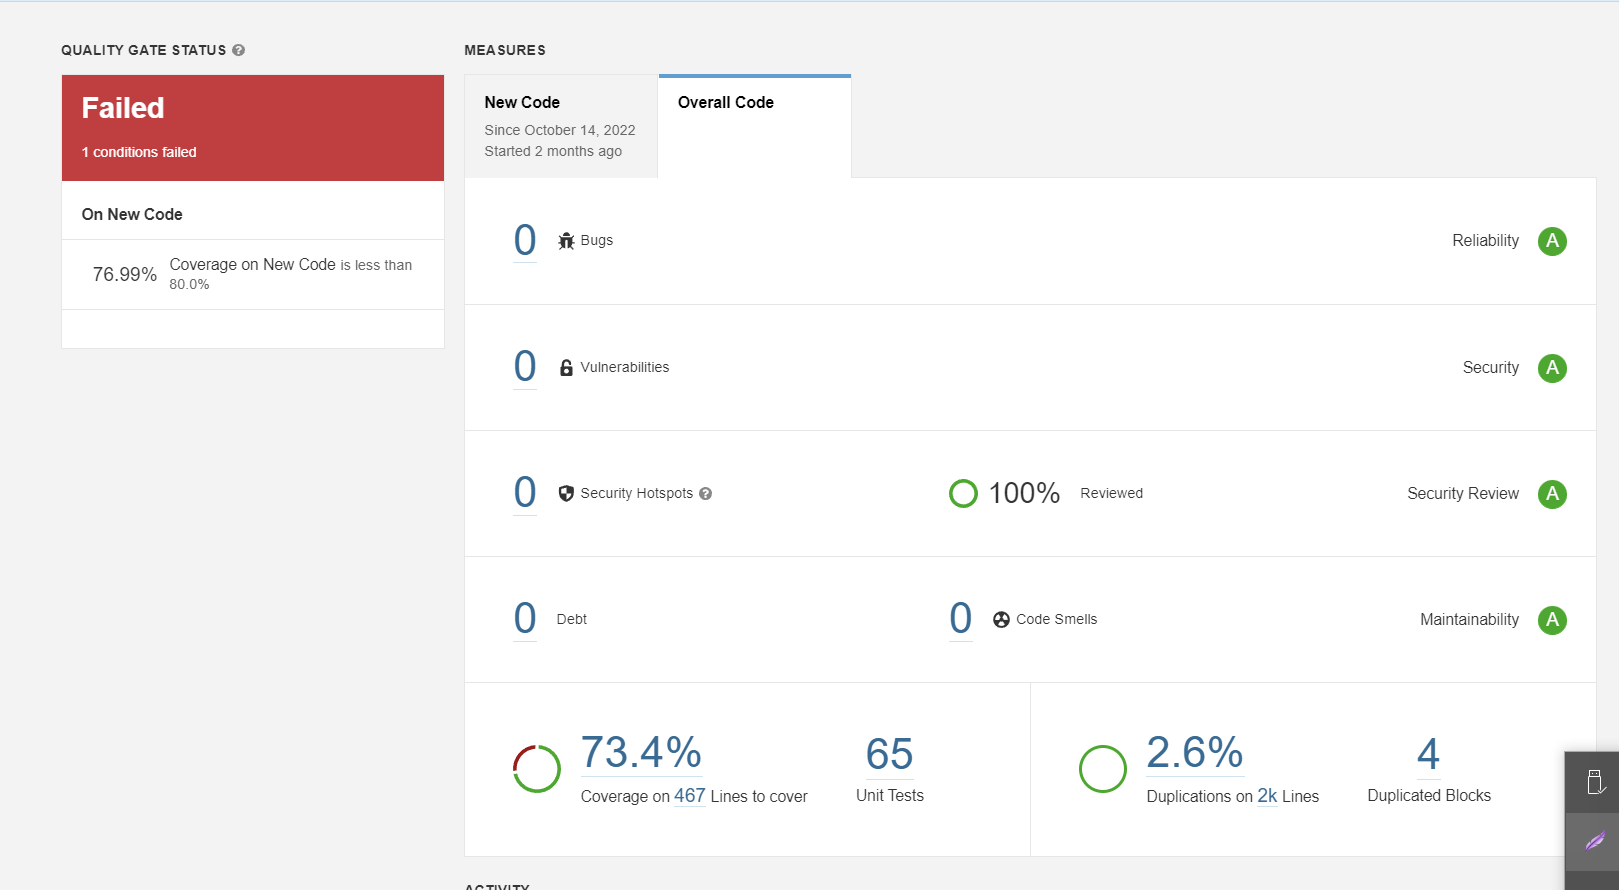 QUALITY GATE STATUS
Failed
1 conditions failed
On New Code
76.99% Coverage on New Code is less than
80.0%
MEASURES
New Code
Since October 14, 2022
Started 2 months ago
Overall Code
0 Bugs Reliability A
0 Vulnerabilities Security A
0 Security Hotspots ? 100% Reviewed Security Review A
0 Debt 0 Code Smells Maintainability A
73.4%
Coverage on 467 Lines to cover
65
Unit Tests
2.6%
Duplications on 2k Lines
4
Duplicated Blocks
ACTIVITY